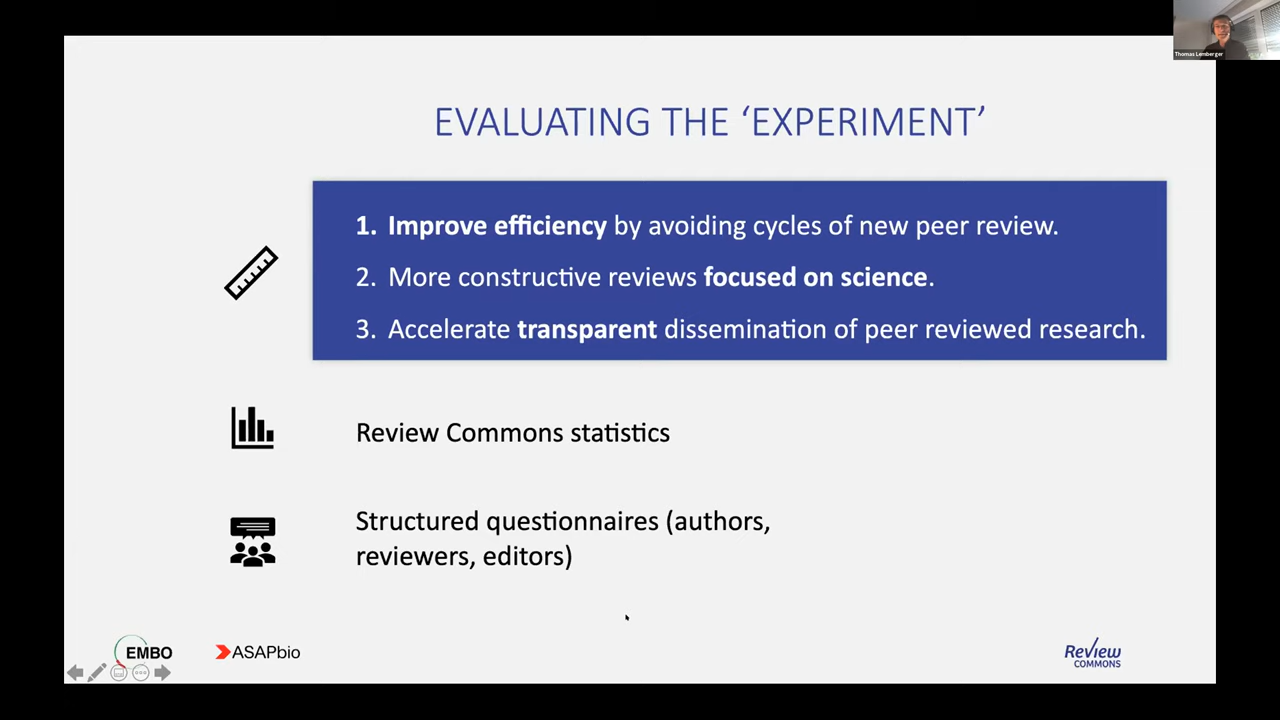 Thomas Lemberger
EVALUATING THE ‘EXPERIMENT’
1. Improve efficiency by avoiding cycles of new peer review.
2. More constructive reviews focused on science.
3. Accelerate transparent dissemination of peer reviewed research.
Review Commons statistics
Structured questionnaires (authors,
reviewers, editors)
EMBO
ASAPbio
Review
COMMONS